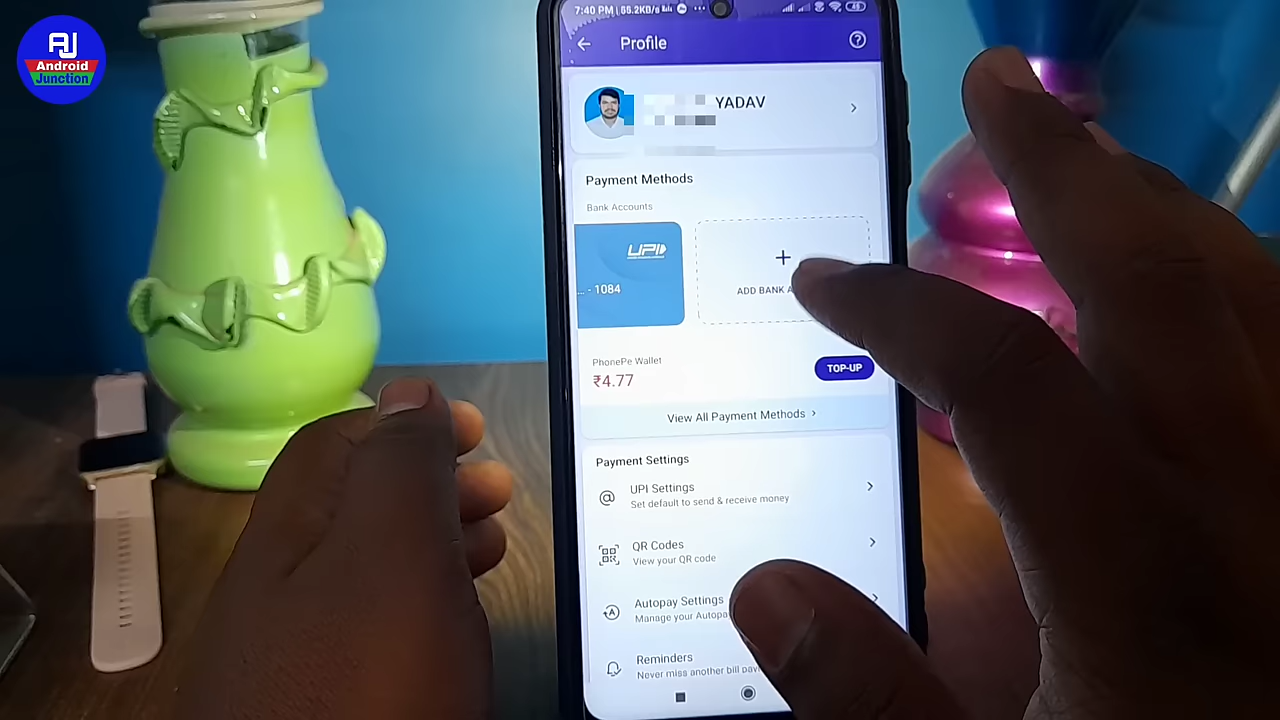 AJ
Android
Junction
7:40 PM
Profile
YADAV
Payment Methods
Bank Accounts
UPI
... - 1084
+
ADD BANK A
PhonePe Wallet
₹4.77
TOP-UP
View All Payment Methods >
Payment Settings
UPI Settings
Set default to send & receive money
QR Codes
View your QR code
Autopay Settings
Manage your Autopa
Reminders
Never miss another bill